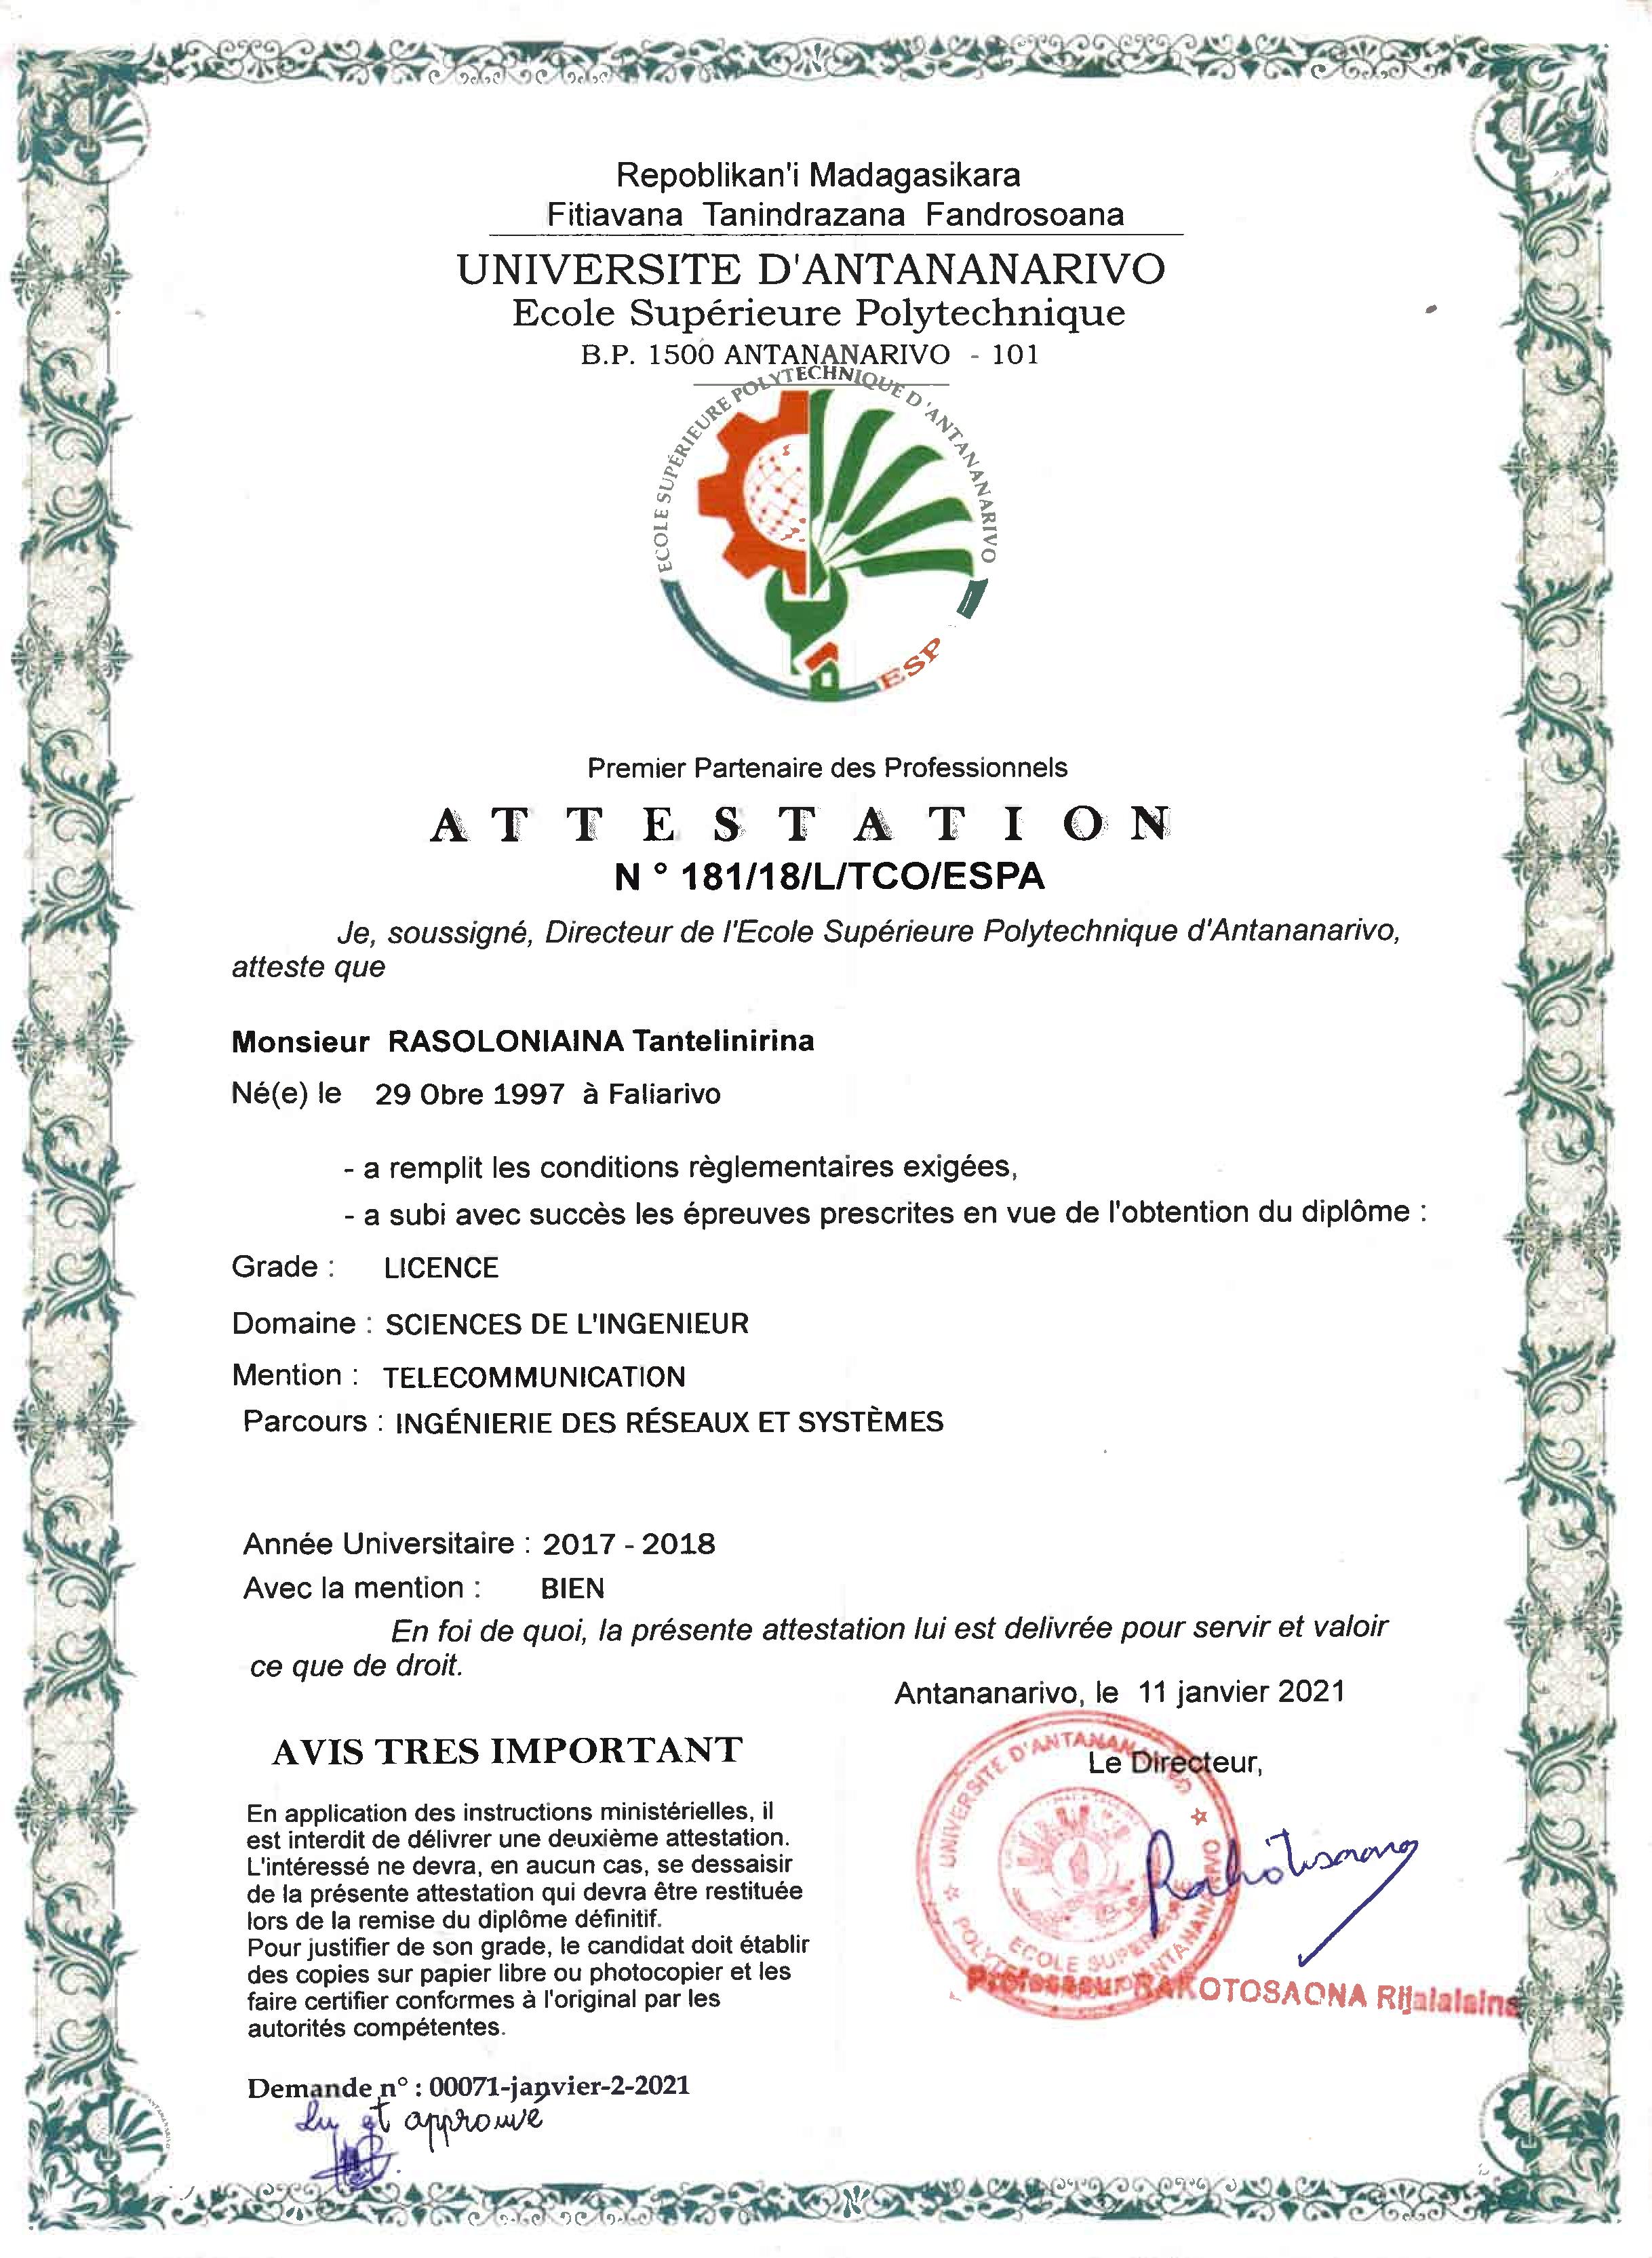 Repoblikan'i Madagasikara
Fitiavana Tanindrazana Fandrosoana
UNIVERSITE D'ANTANANARIVO
Ecole Supérieure Polytechnique
B.P. 1500 ANTANANARIVO - 101
ECOLE SUPÉRIEURE POLYTECHNIQUE D'ANTANANARIVO
ESP
Premier Partenaire des Professionnels
ATTESTATION
N ° 181/18/L/TCO/ESPA
Je, soussigné, Directeur de l'Ecole Supérieure Polytechnique d'Antananarivo,
atteste que
Monsieur RASOLONIAINA Tantelinirina
Né(e) le 29 Obre 1997 à Faliarivo
- a remplit les conditions règlementaires exigées,
- a subi avec succès les épreuves prescrites en vue de l'obtention du diplôme :
Grade : LICENCE
Domaine : SCIENCES DE L'INGENIEUR
Mention : TELECOMMUNICATION
Parcours : INGÉNIERIE DES RÉSEAUX ET SYSTÈMES
Année Universitaire : 2017 - 2018
Avec la mention : BIEN
En foi de quoi, la présente attestation lui est delivrée pour servir et valoir
ce que de droit.
Antananarivo, le 11 janvier 2021
Le Directeur,
UNIVERSITE D'ANTANANARIVO
ECOLE SUPERIEURE
Rakotosaona
Professeur RAKOTOSAONA Rijalalaina
AVIS TRES IMPORTANT
En application des instructions ministérielles, il
est interdit de délivrer une deuxième attestation.
L'intéressé ne devra, en aucun cas, se dessaisir
de la présente attestation qui devra être restituée
lors de la remise du diplôme définitif.
Pour justifier de son grade, le candidat doit établir
des copies sur papier libre ou photocopier et les
faire certifier conformes à l'original par les
autorités compétentes.
Demande n° : 00071-janvier-2-2021
Lu et approuvé